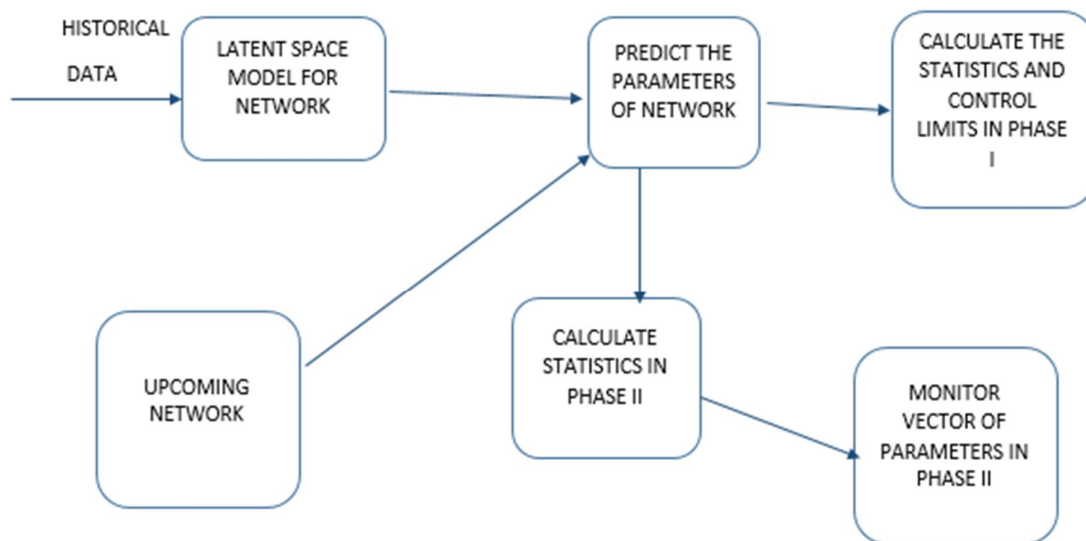 HISTORICAL
DATA
LATENT SPACE
MODEL FOR
NETWORK
PREDICT THE
PARAMETERS
OF NETWORK
CALCULATE THE
STATISTICS AND
CONTROL
LIMITS IN PHASE
I
UPCOMING
NETWORK
CALCULATE
STATISTICS IN
PHASE II
MONITOR
VECTOR OF
PARAMETERS IN
PHASE II